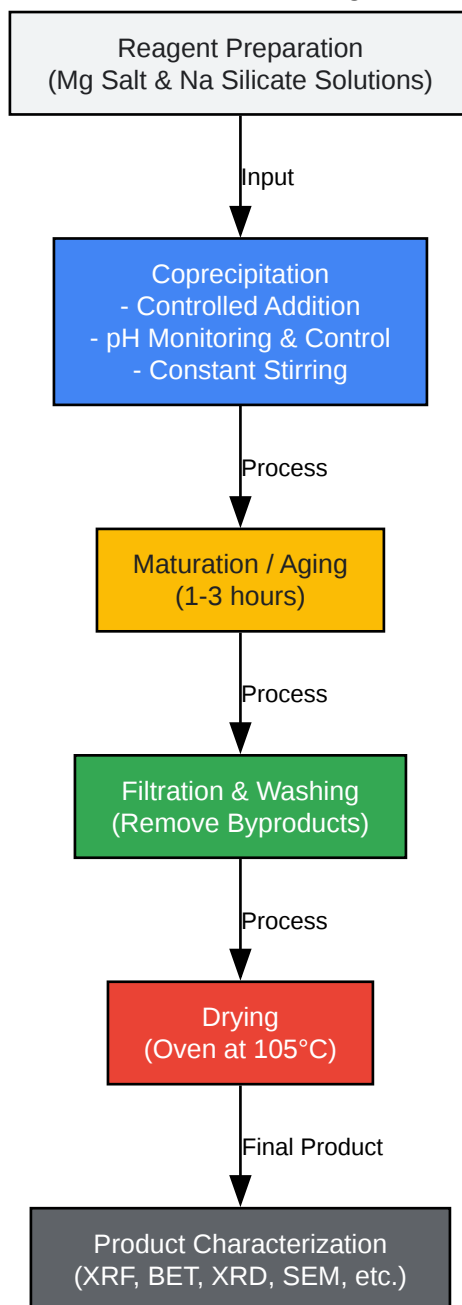 Reagent Preparation
(Mg Salt & Na Silicate Solutions)
Input
Coprecipitation
- Controlled Addition
- pH Monitoring & Control
- Constant Stirring
Process
Maturation / Aging
(1-3 hours)
Process
Filtration & Washing
(Remove Byproducts)
Process
Drying
(Oven at 105°C)
Final Product
Product Characterization
(XRF, BET, XRD, SEM, etc.)